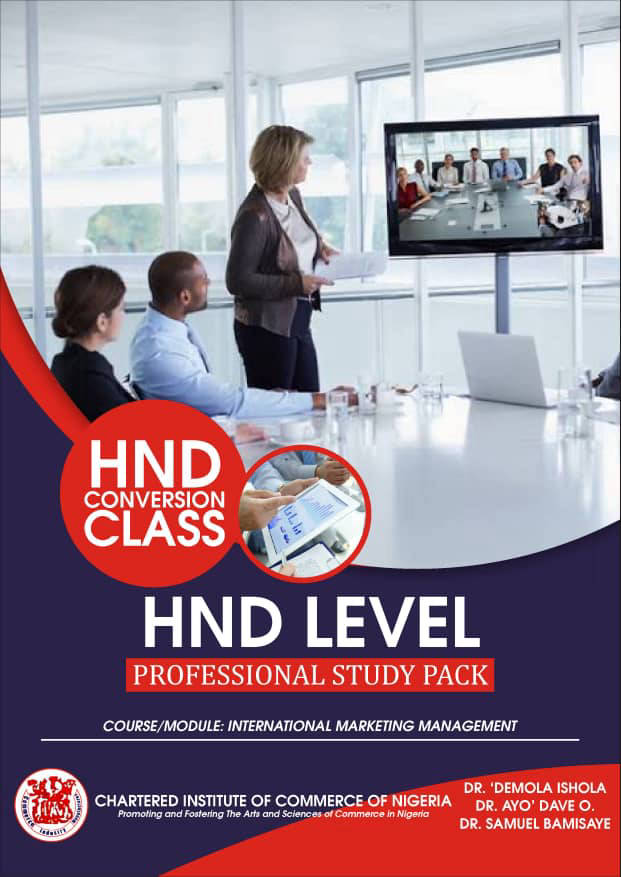 HND
CONVERSION
CLASS
HND LEVEL
PROFESSIONAL STUDY PACK
COURSE/MODULE: INTERNATIONAL MARKETING MANAGEMENT
CHARTERED INSTITUTE OF COMMERCE OF NIGERIA
Promoting and Fostering The Arts and Sciences of Commerce in Nigeria
DR. ‘DEMOLA ISHOLA
DR. AYO’ DAVE O.
DR. SAMUEL BAMISAYE